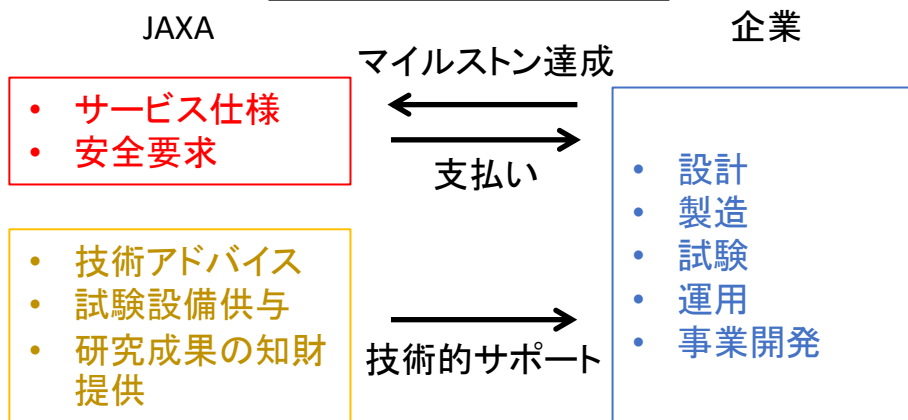 JAXA
企業
マイルストン達成
• サービス仕様
• 安全要求
支払い
• 技術アドバイス
• 試験設備供与
• 研究成果の知財
提供
技術的サポート
• 設計
• 製造
• 試験
• 運用
• 事業開発